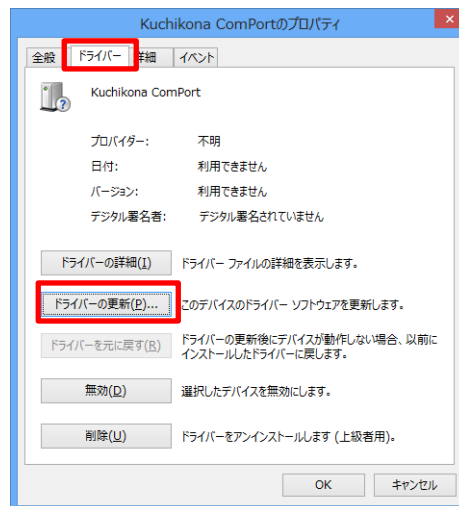 Kuchikona ComPortのプロパティ
全般 ドライバー 詳細 イベント
Kuchikona ComPort
プロバイダー: 不明
日付: 利用できません
バージョン: 利用できません
デジタル署名者: デジタル署名されていません
ドライバーの詳細(I) ドライバー ファイルの詳細を表示します。
ドライバーの更新(P)... このデバイスのドライバー ソフトウェアを更新します。
ドライバーを元に戻す(R) ドライバーの更新後にデバイスが動作しない場合、以前に
インストールしたドライバーに戻します。
無効(D) 選択したデバイスを無効にします。
削除(U) ドライバーをアンインストールします (上級者用)。
OK キャンセル